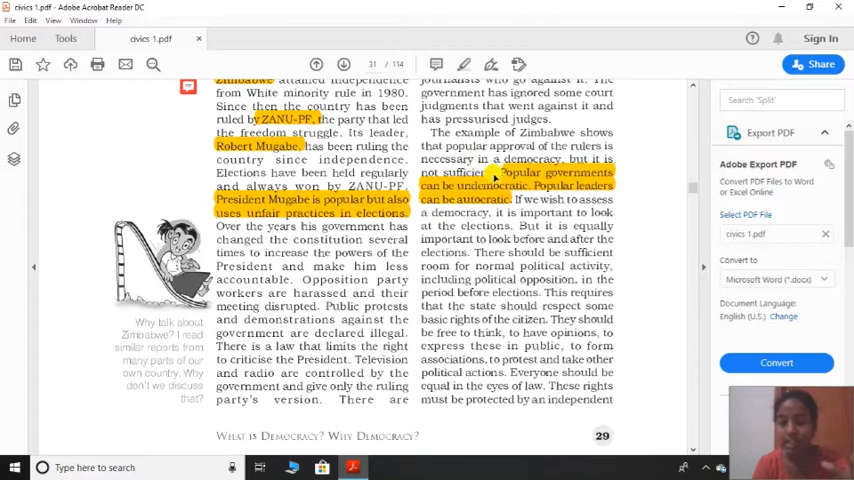 civics 1.pdf - Adobe Acrobat Reader DC
File Edit View Window Help
Home Tools civics 1.pdf × Sign In
31 / 114 Share
Zimbabwe attained independence
from White minority rule in 1980.
Since then the country has been
ruled by ZANU-PF, the party that led
the freedom struggle. Its leader,
Robert Mugabe, has been ruling the
country since independence.
Elections have been held regularly
and always won by ZANU-PF.
President Mugabe is popular but also
uses unfair practices in elections.
Over the years his government has
changed the constitution several
times to increase the powers of the
President and make him less
accountable. Opposition party
workers are harassed and their
meeting disrupted. Public protests
and demonstrations against the
government are declared illegal.
There is a law that limits the right
to criticise the President. Television
and radio are controlled by the
government and give only the ruling
party's version. There are
journalists who go against it. The
government has ignored some court
judgments that went against it and
has pressurised judges.
The example of Zimbabwe shows
that popular approval of the rulers is
necessary in a democracy, but it is
not sufficient. Popular governments
can be undemocratic. Popular leaders
can be autocratic. If we wish to assess
a democracy, it is important to look
at the elections. But it is equally
important to look before and after the
elections. There should be sufficient
room for normal political activity,
including political opposition, in the
period before elections. This requires
that the state should respect some
basic rights of the citizen. They should
be free to think, to have opinions, to
express these in public, to form
associations, to protest and take other
political actions. Everyone should be
equal in the eyes of law. These rights
must be protected by an independent
Why talk about
Zimbabwe? I read
similar reports from
many parts of our
own country. Why
don't we discuss
that?
WHAT IS DEMOCRACY? WHY DEMOCRACY?
29
Search 'Split'
Export PDF
Adobe Export PDF
Convert PDF Files to Word
or Excel Online
Select PDF File
civics 1.pdf
Convert to
Microsoft Word (*.docx)
Document Language:
English (U.S.) Change
Convert
Type here to search